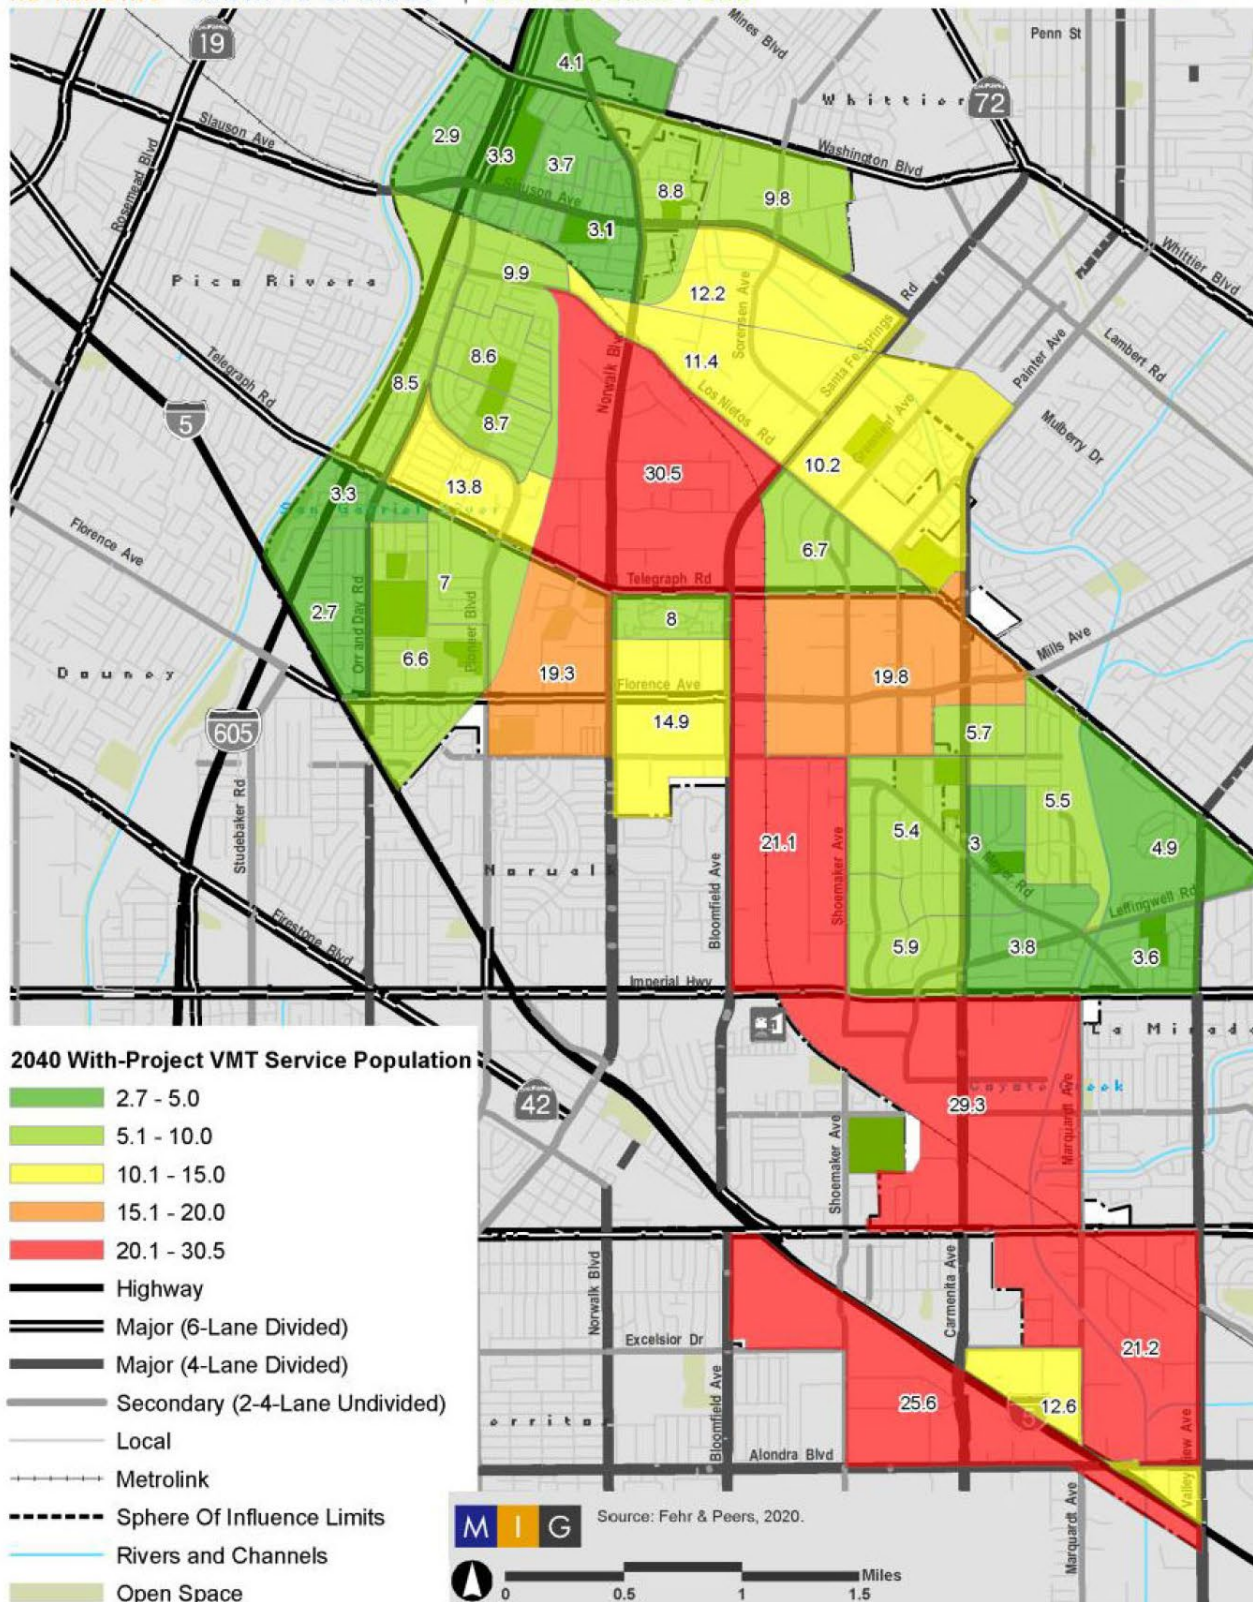 19
Mines Blvd
Penn St
4.1
Whittier
72
Slauson Ave
2.9
3.3
3.7
Washington Blvd
Rosemead Blvd
Slauson Ave
8.8
9.8
3.1
Whittier Blvd
Pico Rivera
9.9
12.2
Sorensen Ave
Rd
Santa Fe Springs
Painter Ave
Lambert Rd
Telegraph Rd
8.6
Norwalk Blvd
11.4
8.5
Los Nietos Rd
Greenleaf Ave
5
8.7
Mulberry Dr
10.2
30.5
13.8
3.3
San Gabriel River
Florence Ave
6.7
7
Telegraph Rd
Orr and Day Rd
2.7
Pioneer Blvd
8
Mills Ave
6.6
Downey
19.3
Florence Ave
19.8
14.9
605
5.7
Studebaker Rd
5.5
5.4
21.1
3
4.9
Norwalk
Shoemaker Ave
Meyer Rd
Bloomfield Ave
Leffingwell Rd
Firestone Blvd
5.9
3.8
3.6
Imperial Hwy
La Mirada
2040 With-Project VMT Service Population
2.7 - 5.0
5.1 - 10.0
10.1 - 15.0
15.1 - 20.0
20.1 - 30.5
Highway
Major (6-Lane Divided)
Major (4-Lane Divided)
Secondary (2-4-Lane Undivided)
Local
Metrolink
Sphere Of Influence Limits
Rivers and Channels
Open Space
42
Coyote Creek
29.3
Marquardt Ave
Shoemaker Ave
Norwalk Blvd
Carmenita Ave
Excelsior Dr
21.2
Bloomfield Ave
25.6
12.6
5
Alondra Blvd
Valley View Ave
Marquardt Ave
M I G
Source: Fehr & Peers, 2020.
Miles
0 0.5 1 1.5